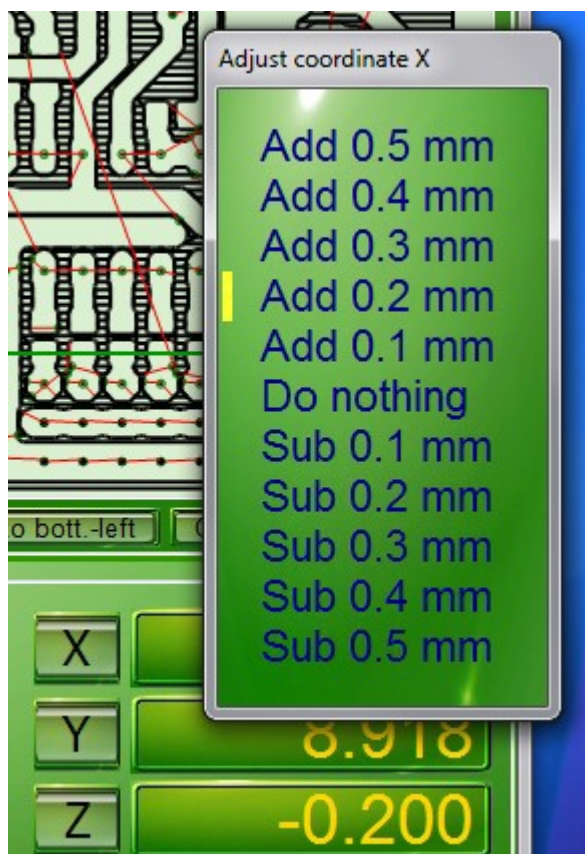 Adjust coordinate X
Add 0.5 mm
Add 0.4 mm
Add 0.3 mm
Add 0.2 mm
Add 0.1 mm
Do nothing
Sub 0.1 mm
Sub 0.2 mm
Sub 0.3 mm
Sub 0.4 mm
Sub 0.5 mm
o bott.-left
X
Y 8.918
Z -0.200